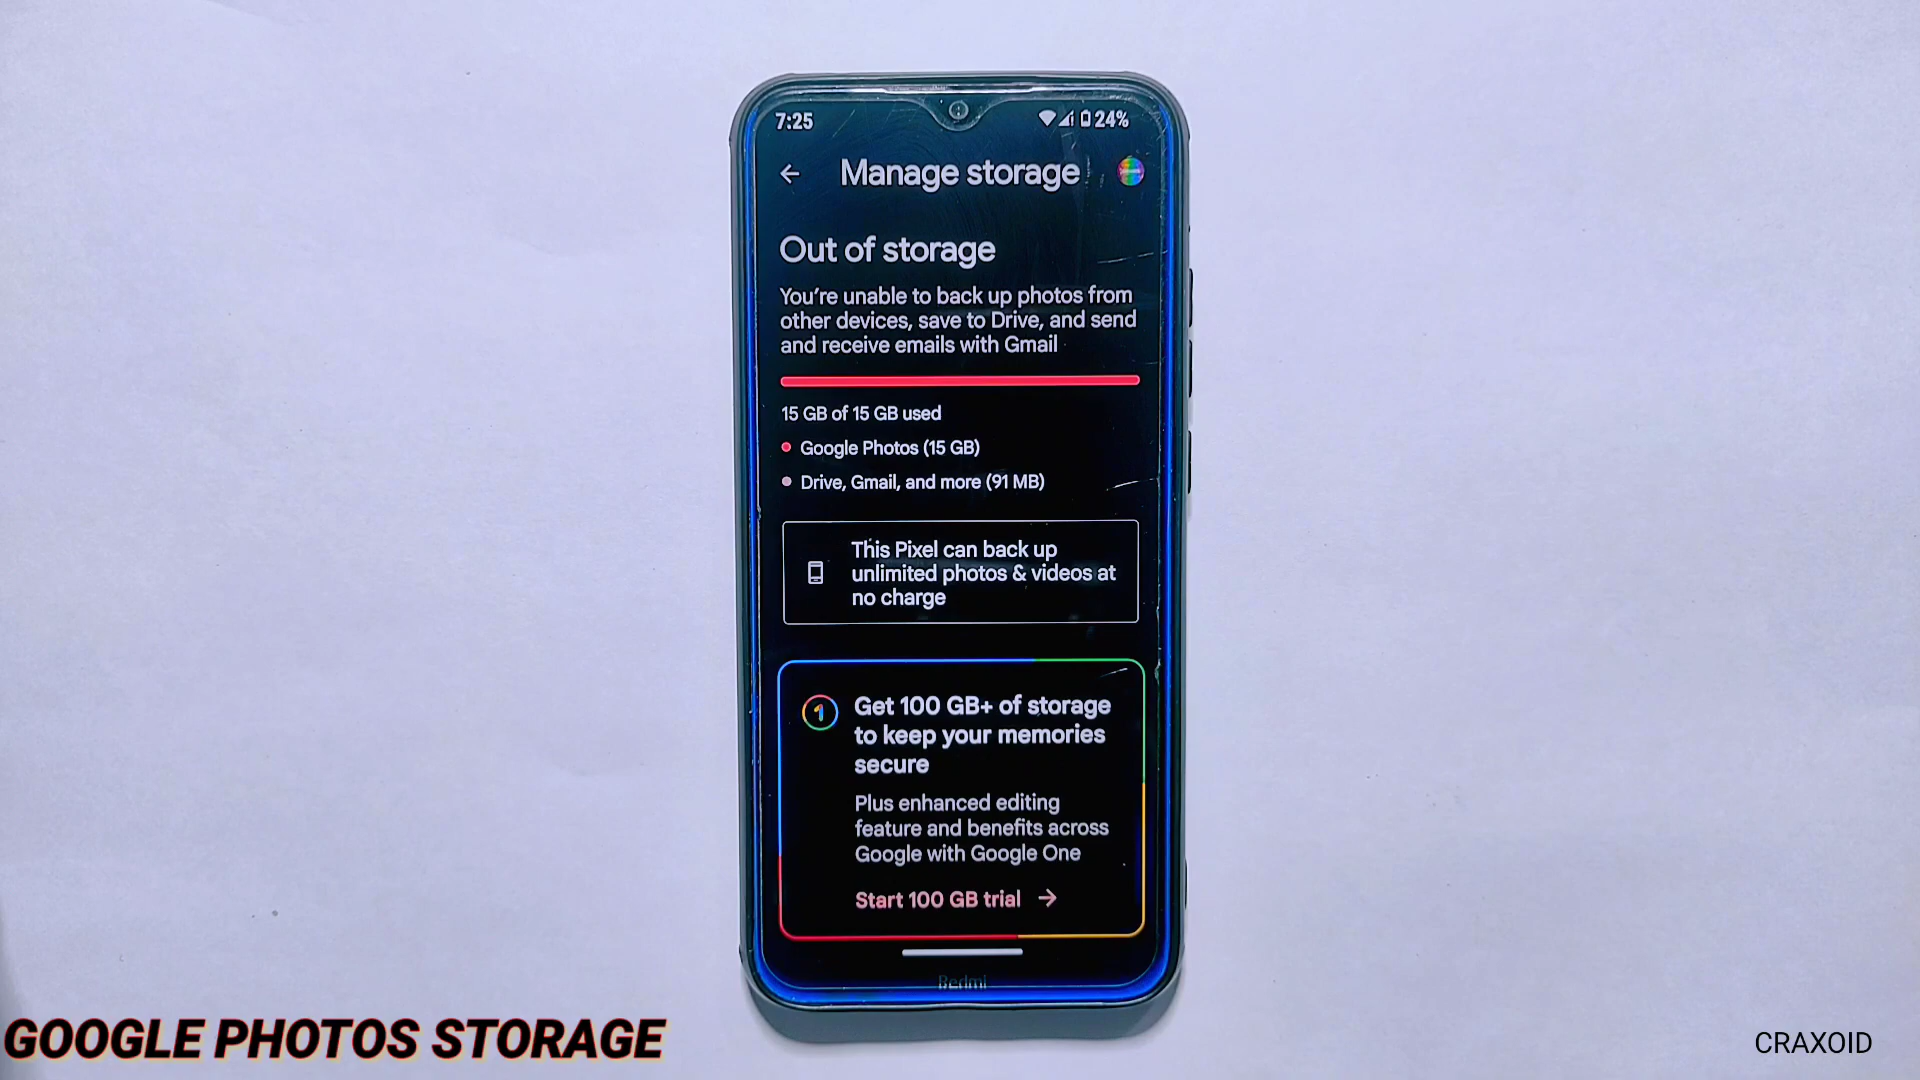 7:25
24%
Manage storage
Out of storage
You're unable to back up photos from
other devices, save to Drive, and send
and receive emails with Gmail
15 GB of 15 GB used
Google Photos (15 GB)
Drive, Gmail, and more (91 MB)
This Pixel can back up
unlimited photos & videos at
no charge
1
Get 100 GB+ of storage
to keep your memories
secure
Plus enhanced editing
feature and benefits across
Google with Google One
Start 100 GB trial
Redmi
GOOGLE PHOTOS STORAGE
CRAXOID